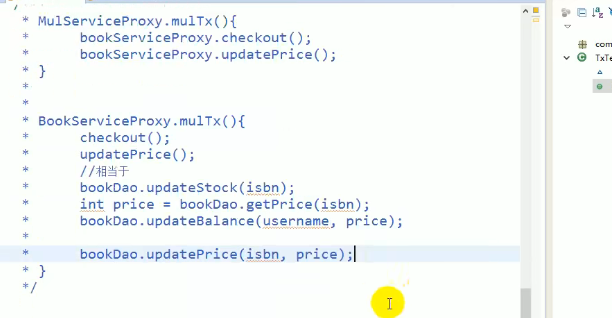 * MulServiceProxy.mulTx(){
* bookServiceProxy.checkout();
* bookServiceProxy.updatePrice();
* }
*
*
* BookServiceProxy.mulTx(){
* checkout();
* updatePrice();
* //相当于
* bookDao.updateStock(isbn);
* int price = bookDao.getPrice(isbn);
* bookDao.updateBalance(username, price);
*
* bookDao.updatePrice(isbn, price);
* }
*/
com
TxTe